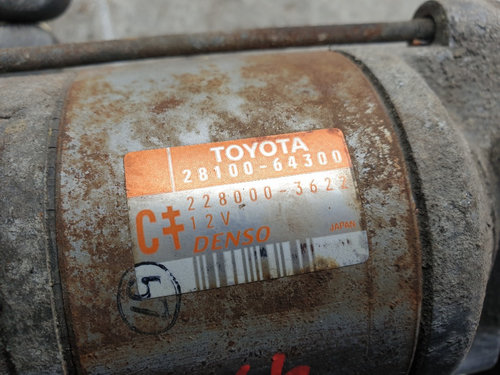 TOYOTA
28100-64300
228000-3622
C‡ 12V
DENSO
JAPAN